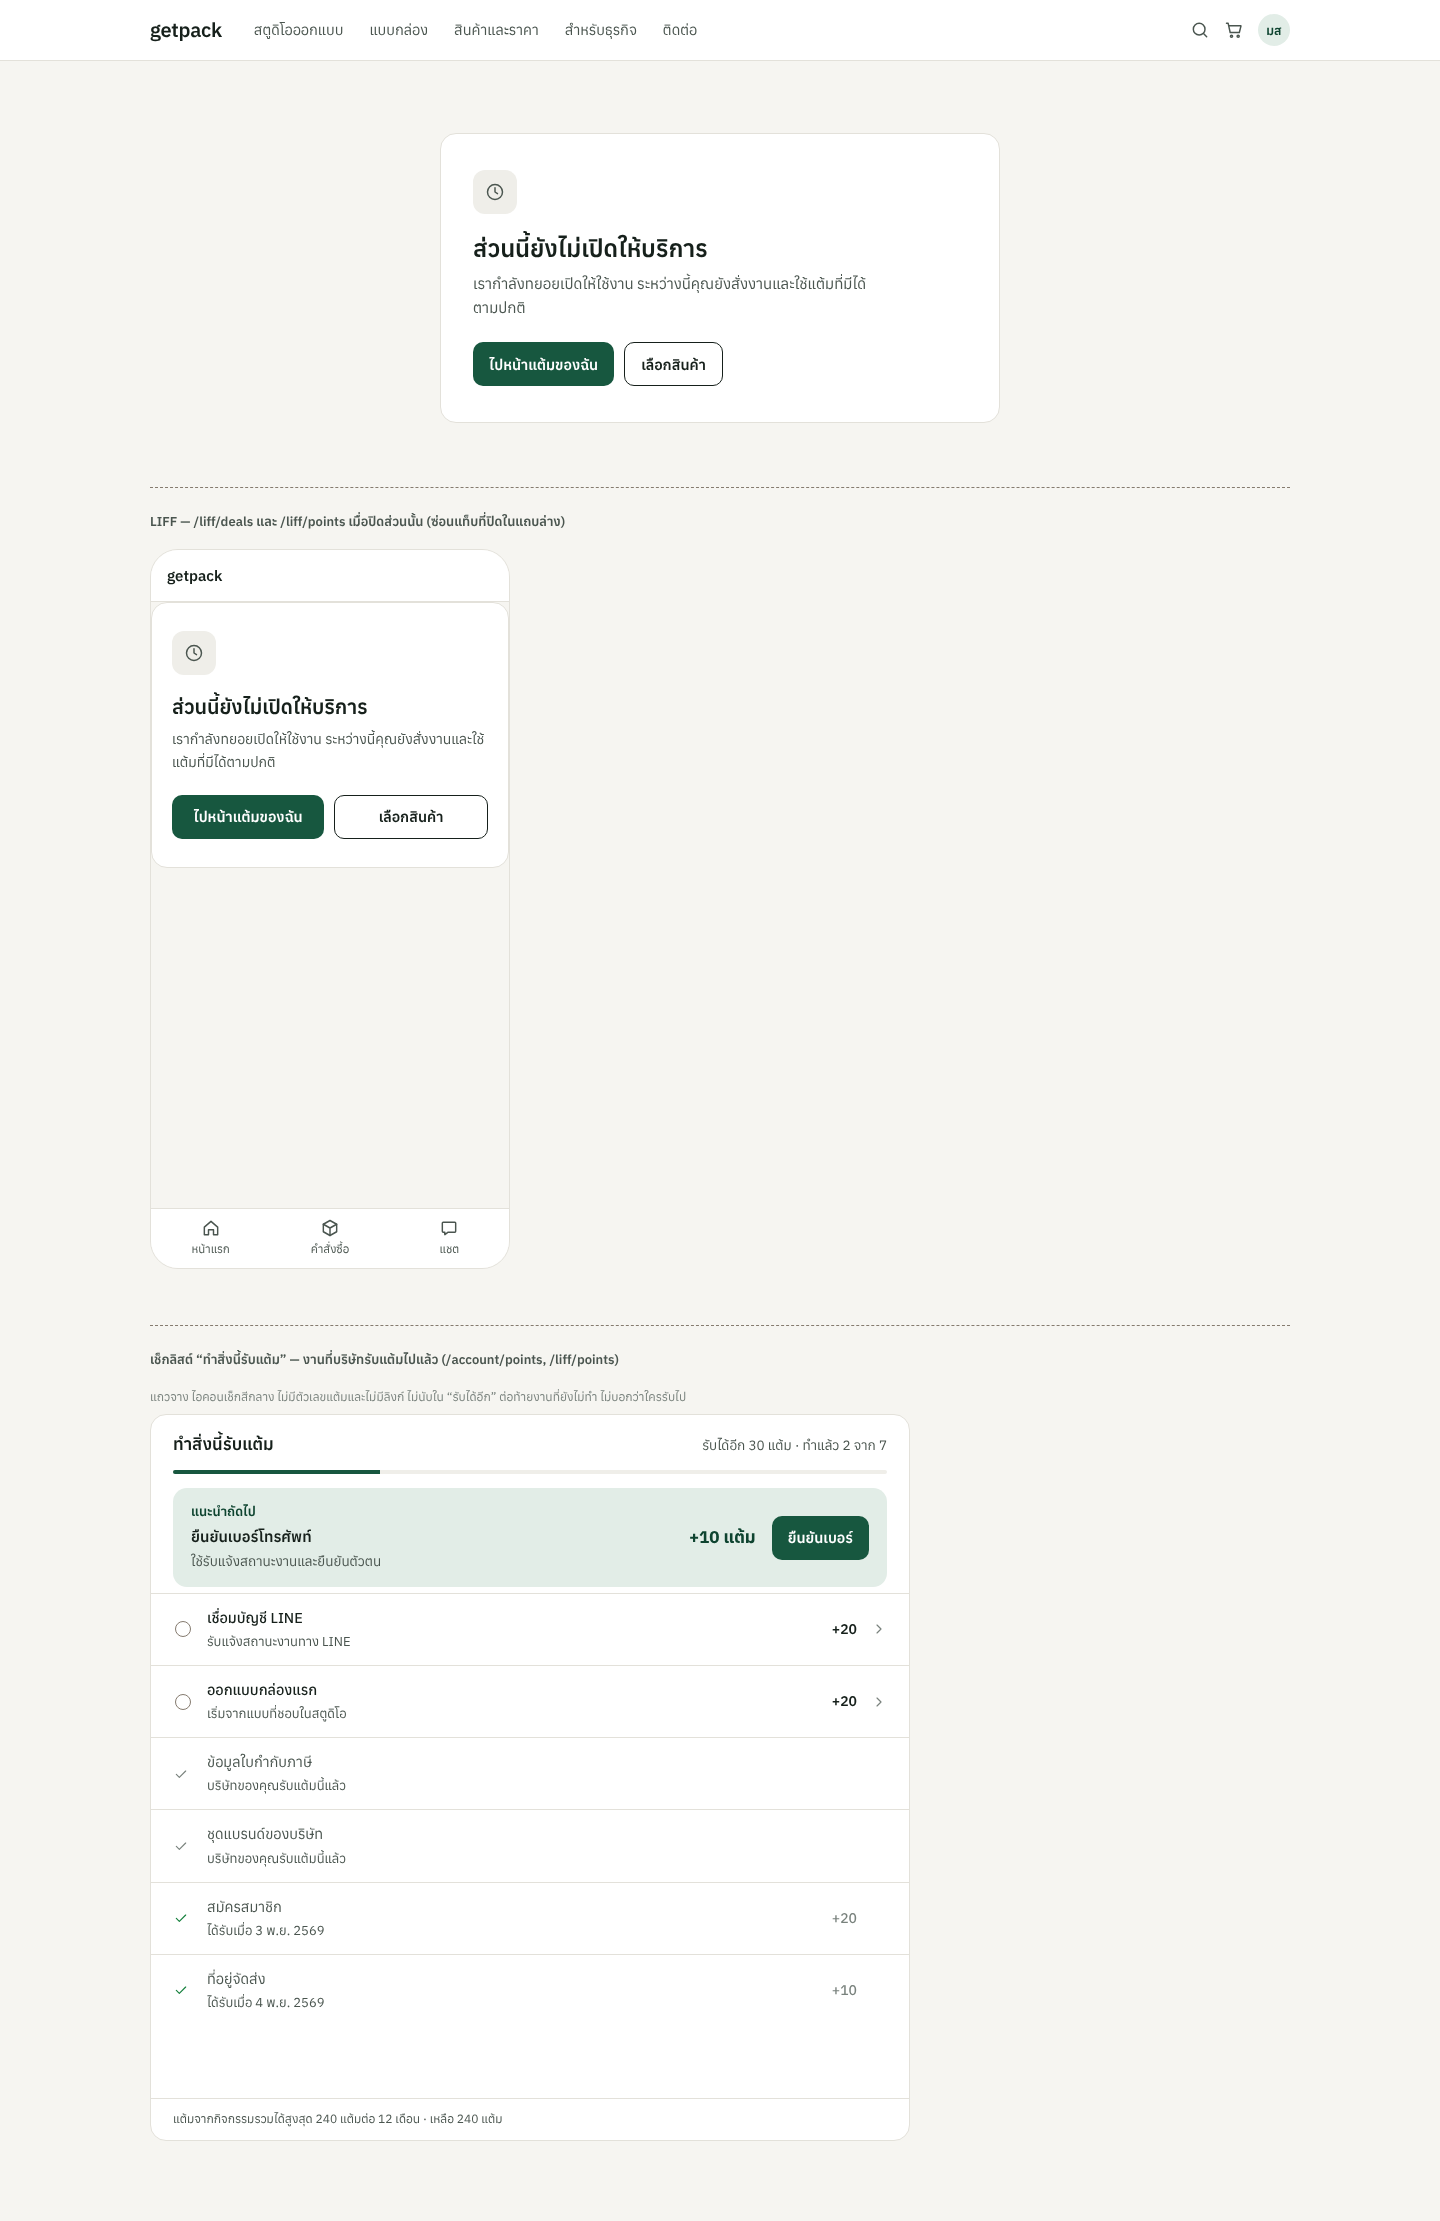 getpack สตูดิโอออกแบบ แบบกล่อง สินค้าและราคา สำหรับธุรกิจ ติดต่อ มส
ส่วนนี้ยังไม่เปิดให้บริการ
เรากำลังทยอยเปิดให้ใช้งาน ระหว่างนี้คุณยังสั่งงานและใช้แต้มที่มีได้
ตามปกติ
ไปหน้าแต้มของฉัน เลือกสินค้า
LIFF — /liff/deals และ /liff/points เมื่อปิดส่วนนั้น (ซ่อนแท็บที่ปิดในแถบล่าง)
getpack
ส่วนนี้ยังไม่เปิดให้บริการ
เรากำลังทยอยเปิดให้ใช้งาน ระหว่างนี้คุณยังสั่งงานและใช้
แต้มที่มีได้ตามปกติ
ไปหน้าแต้มของฉัน เลือกสินค้า
หน้าแรก คำสั่งซื้อ แชต
เช็กลิสต์ “ทำสิ่งนี้รับแต้ม” — งานที่บริษัทรับแต้มไปแล้ว (/account/points, /liff/points)
แถวจาง ไอคอนเช็กสีกลาง ไม่มีตัวเลขแต้มและไม่มีลิงก์ ไม่นับใน “รับได้อีก” ต่อท้ายงานที่ยังไม่ทำ ไม่บอกว่าใครรับไป
ทำสิ่งนี้รับแต้ม รับได้อีก 30 แต้ม · ทำแล้ว 2 จาก 7
แนะนำถัดไป
ยืนยันเบอร์โทรศัพท์ +10 แต้ม ยืนยันเบอร์
ใช้รับแจ้งสถานะงานและยืนยันตัวตน
เชื่อมบัญชี LINE +20
รับแจ้งสถานะงานทาง LINE
ออกแบบกล่องแรก +20
เริ่มจากแบบที่ชอบในสตูดิโอ
ข้อมูลใบกำกับภาษี
บริษัทของคุณรับแต้มนี้แล้ว
ชุดแบรนด์ของบริษัท
บริษัทของคุณรับแต้มนี้แล้ว
สมัครสมาชิก +20
ได้รับเมื่อ 3 พ.ย. 2569
ที่อยู่จัดส่ง +10
ได้รับเมื่อ 4 พ.ย. 2569
แต้มจากกิจกรรมรวมได้สูงสุด 240 แต้มต่อ 12 เดือน · เหลือ 240 แต้ม